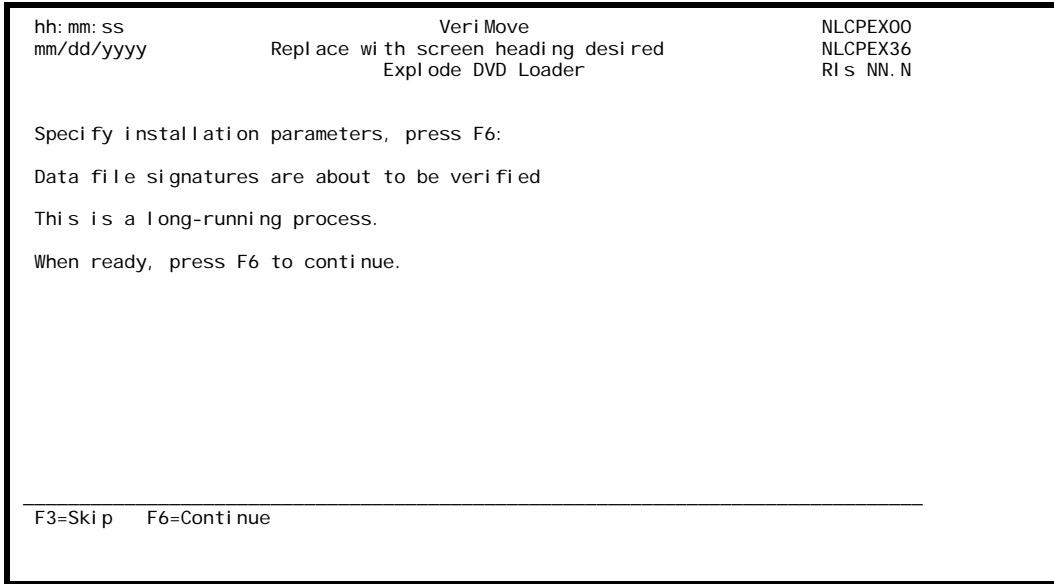 hh:mm:ss VeriMove NLCPEX00
mm/dd/yyyy Replace with screen heading desired NLCPEX36
Explode DVD Loader Rls NN.N
Specify installation parameters, press F6:
Data file signatures are about to be verified
This is a long-running process.
When ready, press F6 to continue.
F3=Skip F6=Continue